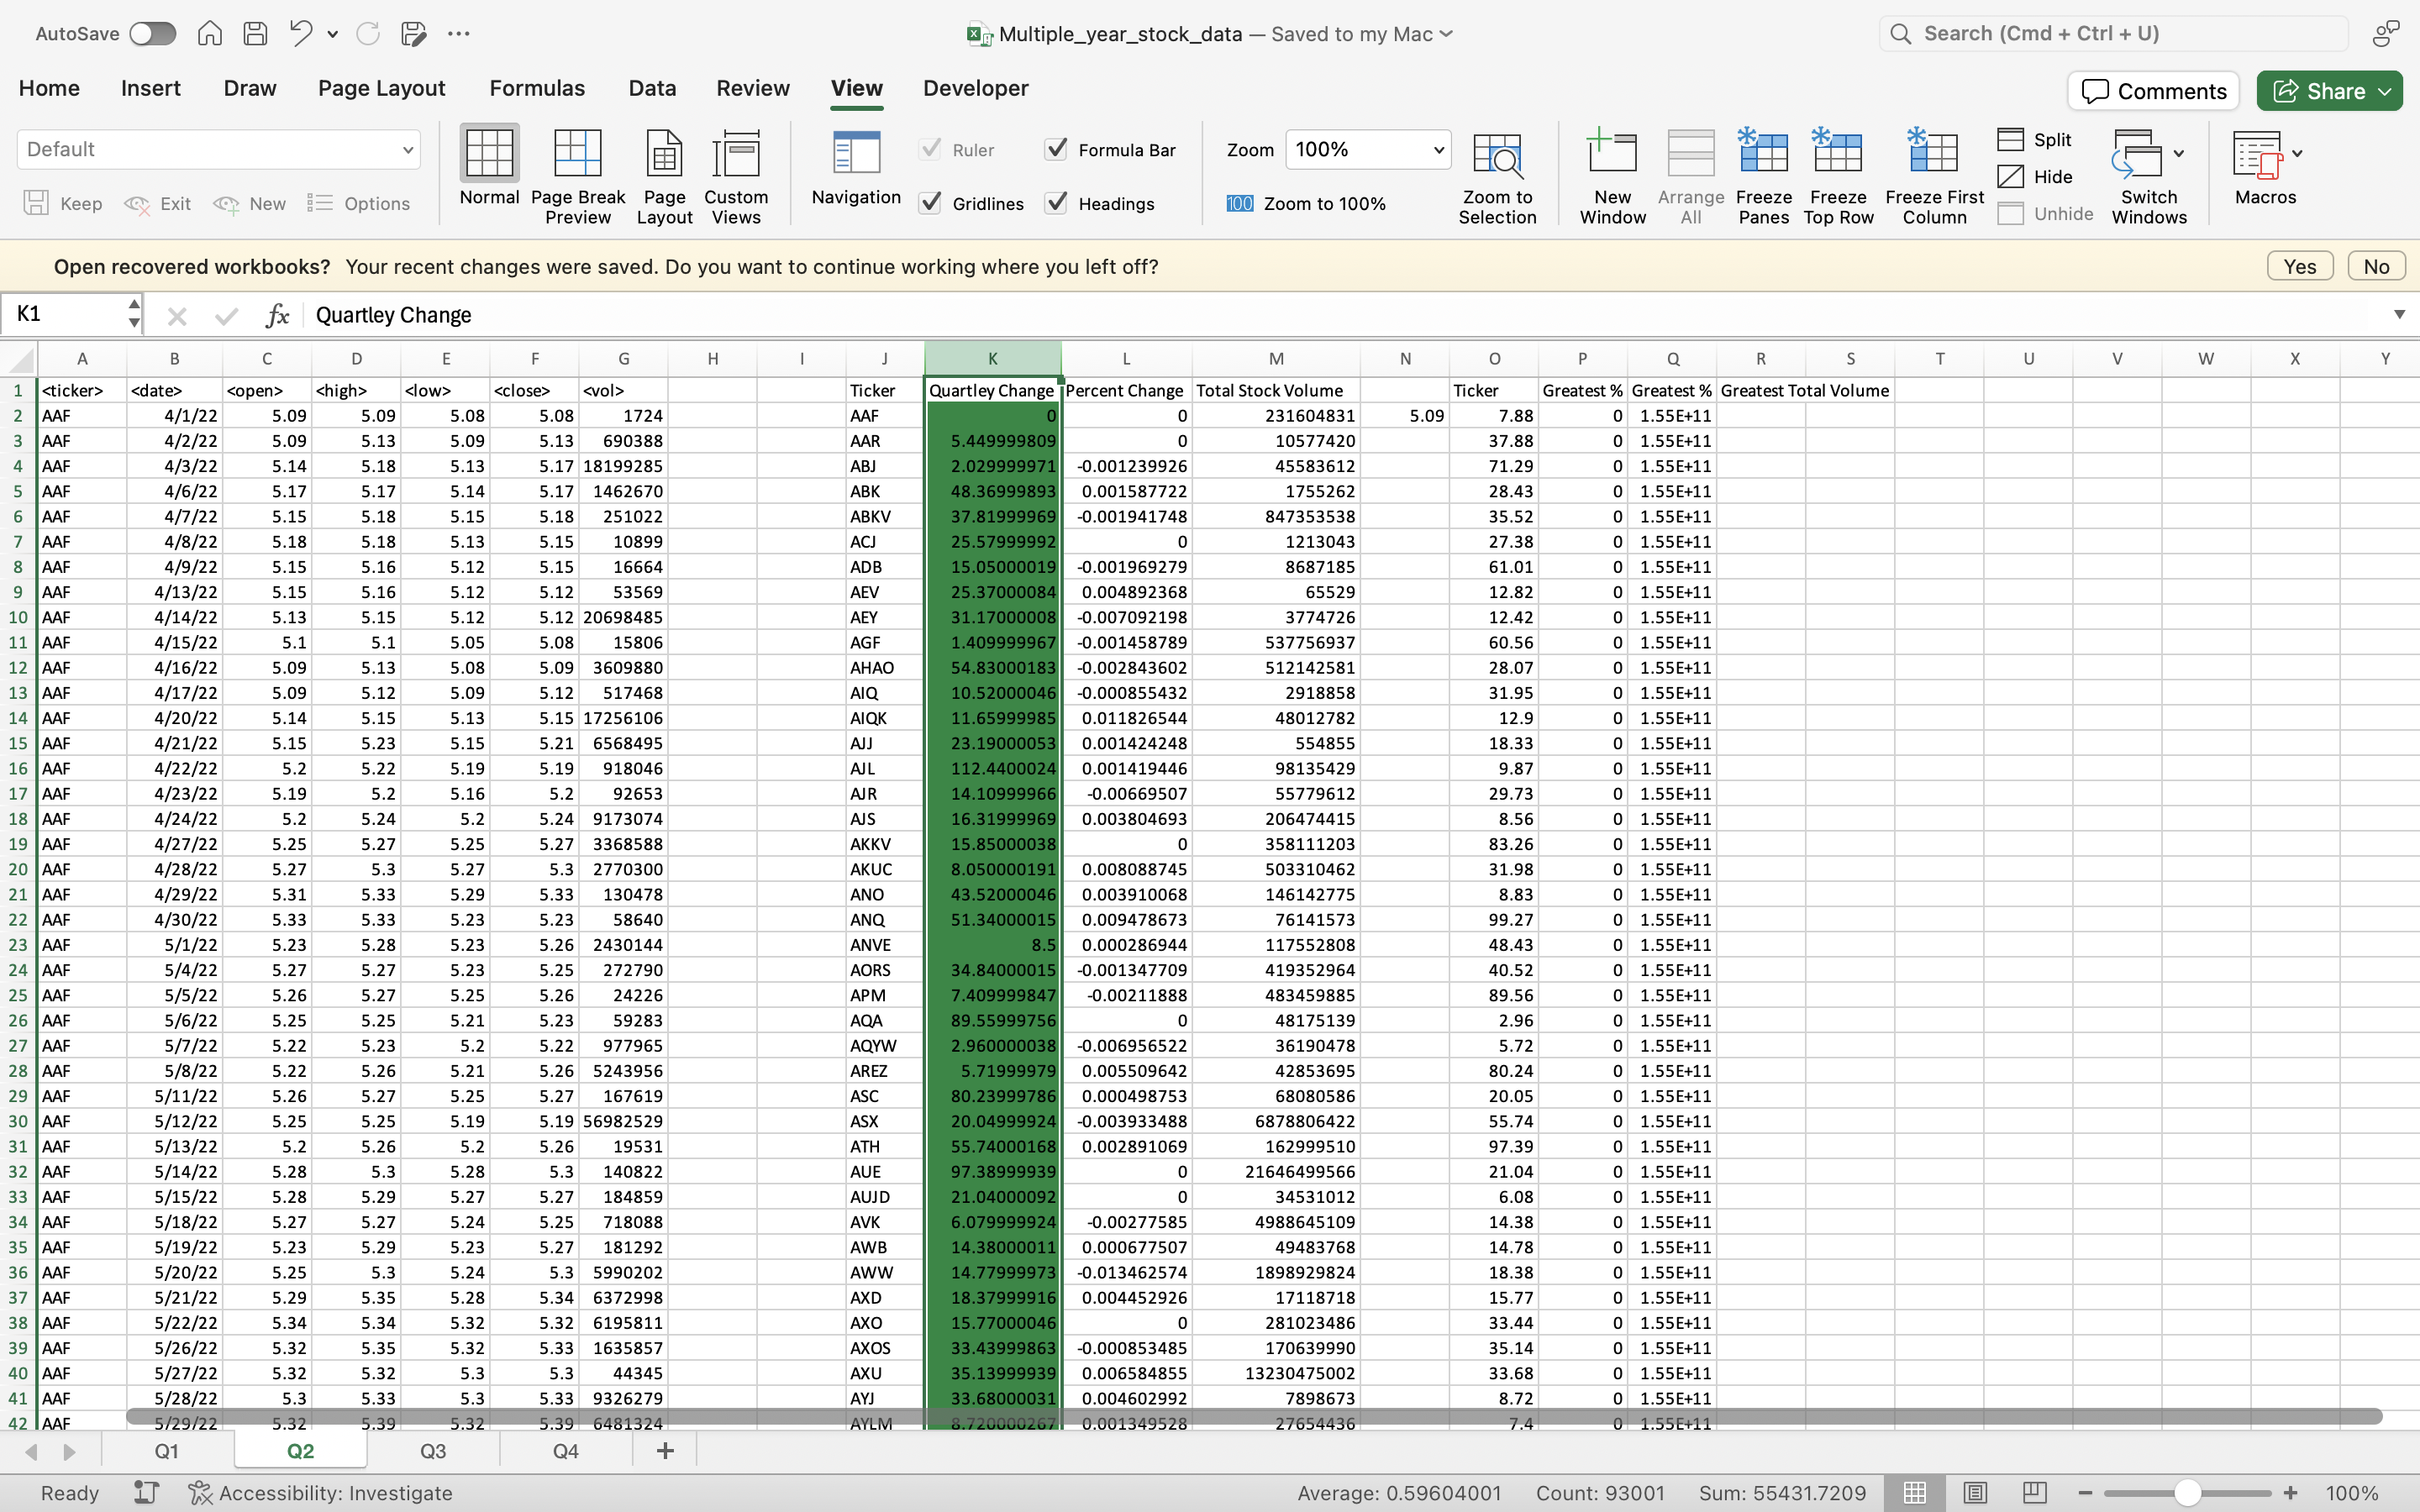 AutoSave Multiple_year_stock_data — Saved to my Mac Search (Cmd + Ctrl + U)
Home Insert Draw Page Layout Formulas Data Review View Developer Comments Share
Default Normal Page Break Preview Page Layout Custom Views Navigation Ruler Formula Bar Zoom 100% Zoom to Selection New Window Arrange All Freeze Panes Freeze Top Row Freeze First Column Split Switch Windows Macros
Hide
Keep Exit New Options Gridlines Headings 100 Zoom to 100% Unhide
Open recovered workbooks? Your recent changes were saved. Do you want to continue working where you left off? Yes No
K1 fx Quartley Change
A B C D E F G H I J K L M N O P Q R S T U V W X Y
1 <ticker> <date> <open> <high> <low> <close> <vol> Ticker Quartley Change Percent Change Total Stock Volume Ticker Greatest % Greatest % Greatest Total Volume
2 AAF 4/1/22 5.09 5.09 5.08 5.08 1724 AAF 0 0 231604831 5.09 7.88 0 1.55E+11
3 AAF 4/2/22 5.09 5.13 5.09 5.13 690388 AAR 5.449999809 0 10577420 37.88 0 1.55E+11
4 AAF 4/3/22 5.14 5.18 5.13 5.17 18199285 ABJ 2.029999971 -0.001239926 45583612 71.29 0 1.55E+11
5 AAF 4/6/22 5.17 5.17 5.14 5.17 1462670 ABK 48.36999893 0.001587722 1755262 28.43 0 1.55E+11
6 AAF 4/7/22 5.15 5.18 5.15 5.18 251022 ABKV 37.81999969 -0.001941748 847353538 35.52 0 1.55E+11
7 AAF 4/8/22 5.18 5.18 5.13 5.15 10899 ACJ 25.57999992 0 1213043 27.38 0 1.55E+11
8 AAF 4/9/22 5.15 5.16 5.12 5.15 16664 ADB 15.05000019 -0.001969279 8687185 61.01 0 1.55E+11
9 AAF 4/13/22 5.15 5.16 5.12 5.12 53569 AEV 25.37000084 0.004892368 65529 12.82 0 1.55E+11
10 AAF 4/14/22 5.13 5.15 5.12 5.12 20698485 AEY 31.17000008 -0.007092198 3774726 12.42 0 1.55E+11
11 AAF 4/15/22 5.1 5.1 5.05 5.08 15806 AGF 1.409999967 -0.001458789 537756937 60.56 0 1.55E+11
12 AAF 4/16/22 5.09 5.13 5.08 5.09 3609880 AHAO 54.83000183 -0.002843602 512142581 28.07 0 1.55E+11
13 AAF 4/17/22 5.09 5.12 5.09 5.12 517468 AIQ 10.52000046 -0.000855432 2918858 31.95 0 1.55E+11
14 AAF 4/20/22 5.14 5.15 5.13 5.15 17256106 AIQK 11.65999985 0.011826544 48012782 12.9 0 1.55E+11
15 AAF 4/21/22 5.15 5.23 5.15 5.21 6568495 AJJ 23.19000053 0.001424248 554855 18.33 0 1.55E+11
16 AAF 4/22/22 5.2 5.22 5.19 5.19 918046 AJL 112.4400024 0.001419446 98135429 9.87 0 1.55E+11
17 AAF 4/23/22 5.19 5.2 5.16 5.2 92653 AJR 14.10999966 -0.00669507 55779612 29.73 0 1.55E+11
18 AAF 4/24/22 5.2 5.24 5.2 5.24 9173074 AJS 16.31999969 0.003804693 206474415 8.56 0 1.55E+11
19 AAF 4/27/22 5.25 5.27 5.25 5.27 3368588 AKKV 15.85000038 0 358111203 83.26 0 1.55E+11
20 AAF 4/28/22 5.27 5.3 5.27 5.3 2770300 AKUC 8.050000191 0.008088745 503310462 31.98 0 1.55E+11
21 AAF 4/29/22 5.31 5.33 5.29 5.33 130478 ANO 43.52000046 0.003910068 146142775 8.83 0 1.55E+11
22 AAF 4/30/22 5.33 5.33 5.23 5.23 58640 ANQ 51.34000015 0.009478673 76141573 99.27 0 1.55E+11
23 AAF 5/1/22 5.23 5.28 5.23 5.26 2430144 ANVE 8.5 0.000286944 117552808 48.43 0 1.55E+11
24 AAF 5/4/22 5.27 5.27 5.23 5.25 272790 AORS 34.84000015 -0.001347709 419352964 40.52 0 1.55E+11
25 AAF 5/5/22 5.26 5.27 5.25 5.26 24226 APM 7.409999847 -0.00211888 483459885 89.56 0 1.55E+11
26 AAF 5/6/22 5.25 5.25 5.21 5.23 59283 AQA 89.55999756 0 48175139 2.96 0 1.55E+11
27 AAF 5/7/22 5.22 5.23 5.2 5.22 977965 AQYW 2.960000038 -0.006956522 36190478 5.72 0 1.55E+11
28 AAF 5/8/22 5.22 5.26 5.21 5.26 5243956 AREZ 5.71999979 0.005509642 42853695 80.24 0 1.55E+11
29 AAF 5/11/22 5.26 5.27 5.25 5.27 167619 ASC 80.23999786 0.000498753 68080586 20.05 0 1.55E+11
30 AAF 5/12/22 5.25 5.25 5.19 5.19 56982529 ASX 20.04999924 -0.003933488 6878806422 55.74 0 1.55E+11
31 AAF 5/13/22 5.2 5.26 5.2 5.26 19531 ATH 55.74000168 0.002891069 162999510 97.39 0 1.55E+11
32 AAF 5/14/22 5.28 5.3 5.28 5.3 140822 AUE 97.38999939 0 21646499566 21.04 0 1.55E+11
33 AAF 5/15/22 5.28 5.29 5.27 5.27 184859 AUJD 21.04000092 0 34531012 6.08 0 1.55E+11
34 AAF 5/18/22 5.27 5.27 5.24 5.25 718088 AVK 6.079999924 -0.00277585 4988645109 14.38 0 1.55E+11
35 AAF 5/19/22 5.23 5.29 5.23 5.27 181292 AWB 14.38000011 0.000677507 49483768 14.78 0 1.55E+11
36 AAF 5/20/22 5.25 5.3 5.24 5.3 5990202 AWW 14.77999973 -0.013462574 1898929824 18.38 0 1.55E+11
37 AAF 5/21/22 5.29 5.35 5.28 5.34 6372998 AXD 18.37999916 0.004452926 17118718 15.77 0 1.55E+11
38 AAF 5/22/22 5.34 5.34 5.32 5.32 6195811 AXO 15.77000046 0 281023486 33.44 0 1.55E+11
39 AAF 5/26/22 5.32 5.35 5.32 5.33 1635857 AXOS 33.43999863 -0.000853485 170639990 35.14 0 1.55E+11
40 AAF 5/27/22 5.32 5.32 5.3 5.3 44345 AXU 35.13999939 0.006584855 13230475002 33.68 0 1.55E+11
41 AAF 5/28/22 5.3 5.33 5.3 5.33 9326279 AYJ 33.68000031 0.004602992 7898673 8.72 0 1.55E+11
42 AAF 5/29/22 5.32 5.39 5.32 5.39 6481324 AYLM 8.720000267 0.001349528 27654436 7.4 0 1.55E+11
Q1 Q2 Q3 Q4 +
Ready Accessibility: Investigate Average: 0.59604001 Count: 93001 Sum: 55431.7209 100%